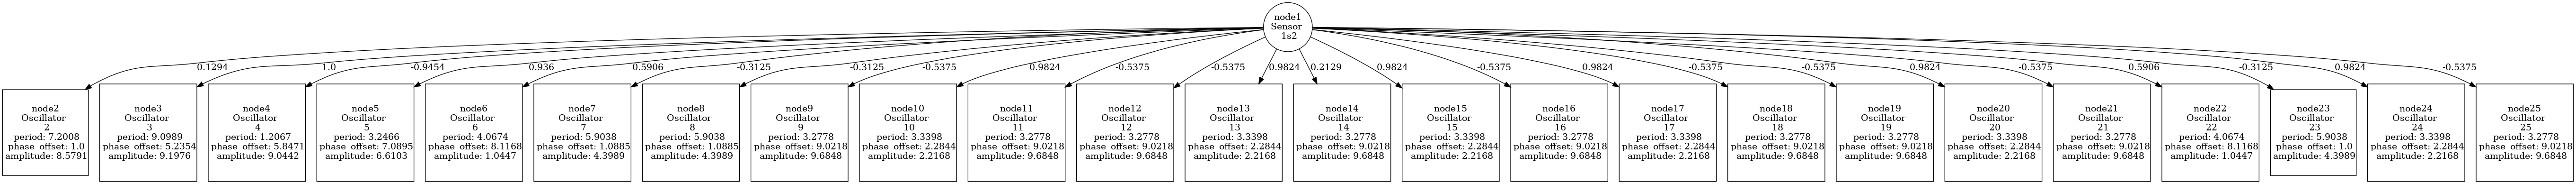 node1
Sensor
1s2
0.1294
1.0
-0.9454
0.936
0.5906
-0.3125
-0.3125
-0.5375
0.9824
-0.5375
-0.5375
0.9824
0.2129
0.9824
-0.5375
0.9824
-0.5375
-0.5375
0.9824
-0.5375
0.5906
-0.3125
0.9824
-0.5375
node2
Oscillator
2
period: 7.2008
phase_offset: 1.0
amplitude: 8.5791
node3
Oscillator
3
period: 9.0989
phase_offset: 5.2354
amplitude: 9.1976
node4
Oscillator
4
period: 1.2067
phase_offset: 5.8471
amplitude: 9.0442
node5
Oscillator
5
period: 3.2466
phase_offset: 7.0895
amplitude: 6.6103
node6
Oscillator
6
period: 4.0674
phase_offset: 8.1168
amplitude: 1.0447
node7
Oscillator
7
period: 5.9038
phase_offset: 1.0885
amplitude: 4.3989
node8
Oscillator
8
period: 5.9038
phase_offset: 1.0885
amplitude: 4.3989
node9
Oscillator
9
period: 3.2778
phase_offset: 9.0218
amplitude: 9.6848
node10
Oscillator
10
period: 3.3398
phase_offset: 2.2844
amplitude: 2.2168
node11
Oscillator
11
period: 3.2778
phase_offset: 9.0218
amplitude: 9.6848
node12
Oscillator
12
period: 3.2778
phase_offset: 9.0218
amplitude: 9.6848
node13
Oscillator
13
period: 3.3398
phase_offset: 2.2844
amplitude: 2.2168
node14
Oscillator
14
period: 3.2778
phase_offset: 9.0218
amplitude: 9.6848
node15
Oscillator
15
period: 3.3398
phase_offset: 2.2844
amplitude: 2.2168
node16
Oscillator
16
period: 3.2778
phase_offset: 9.0218
amplitude: 9.6848
node17
Oscillator
17
period: 3.3398
phase_offset: 2.2844
amplitude: 2.2168
node18
Oscillator
18
period: 3.2778
phase_offset: 9.0218
amplitude: 9.6848
node19
Oscillator
19
period: 3.2778
phase_offset: 9.0218
amplitude: 9.6848
node20
Oscillator
20
period: 3.3398
phase_offset: 2.2844
amplitude: 2.2168
node21
Oscillator
21
period: 3.2778
phase_offset: 9.0218
amplitude: 9.6848
node22
Oscillator
22
period: 4.0674
phase_offset: 8.1168
amplitude: 1.0447
node23
Oscillator
23
period: 5.9038
phase_offset: 1.0
amplitude: 4.3989
node24
Oscillator
24
period: 3.3398
phase_offset: 2.2844
amplitude: 2.2168
node25
Oscillator
25
period: 3.2778
phase_offset: 9.0218
amplitude: 9.6848